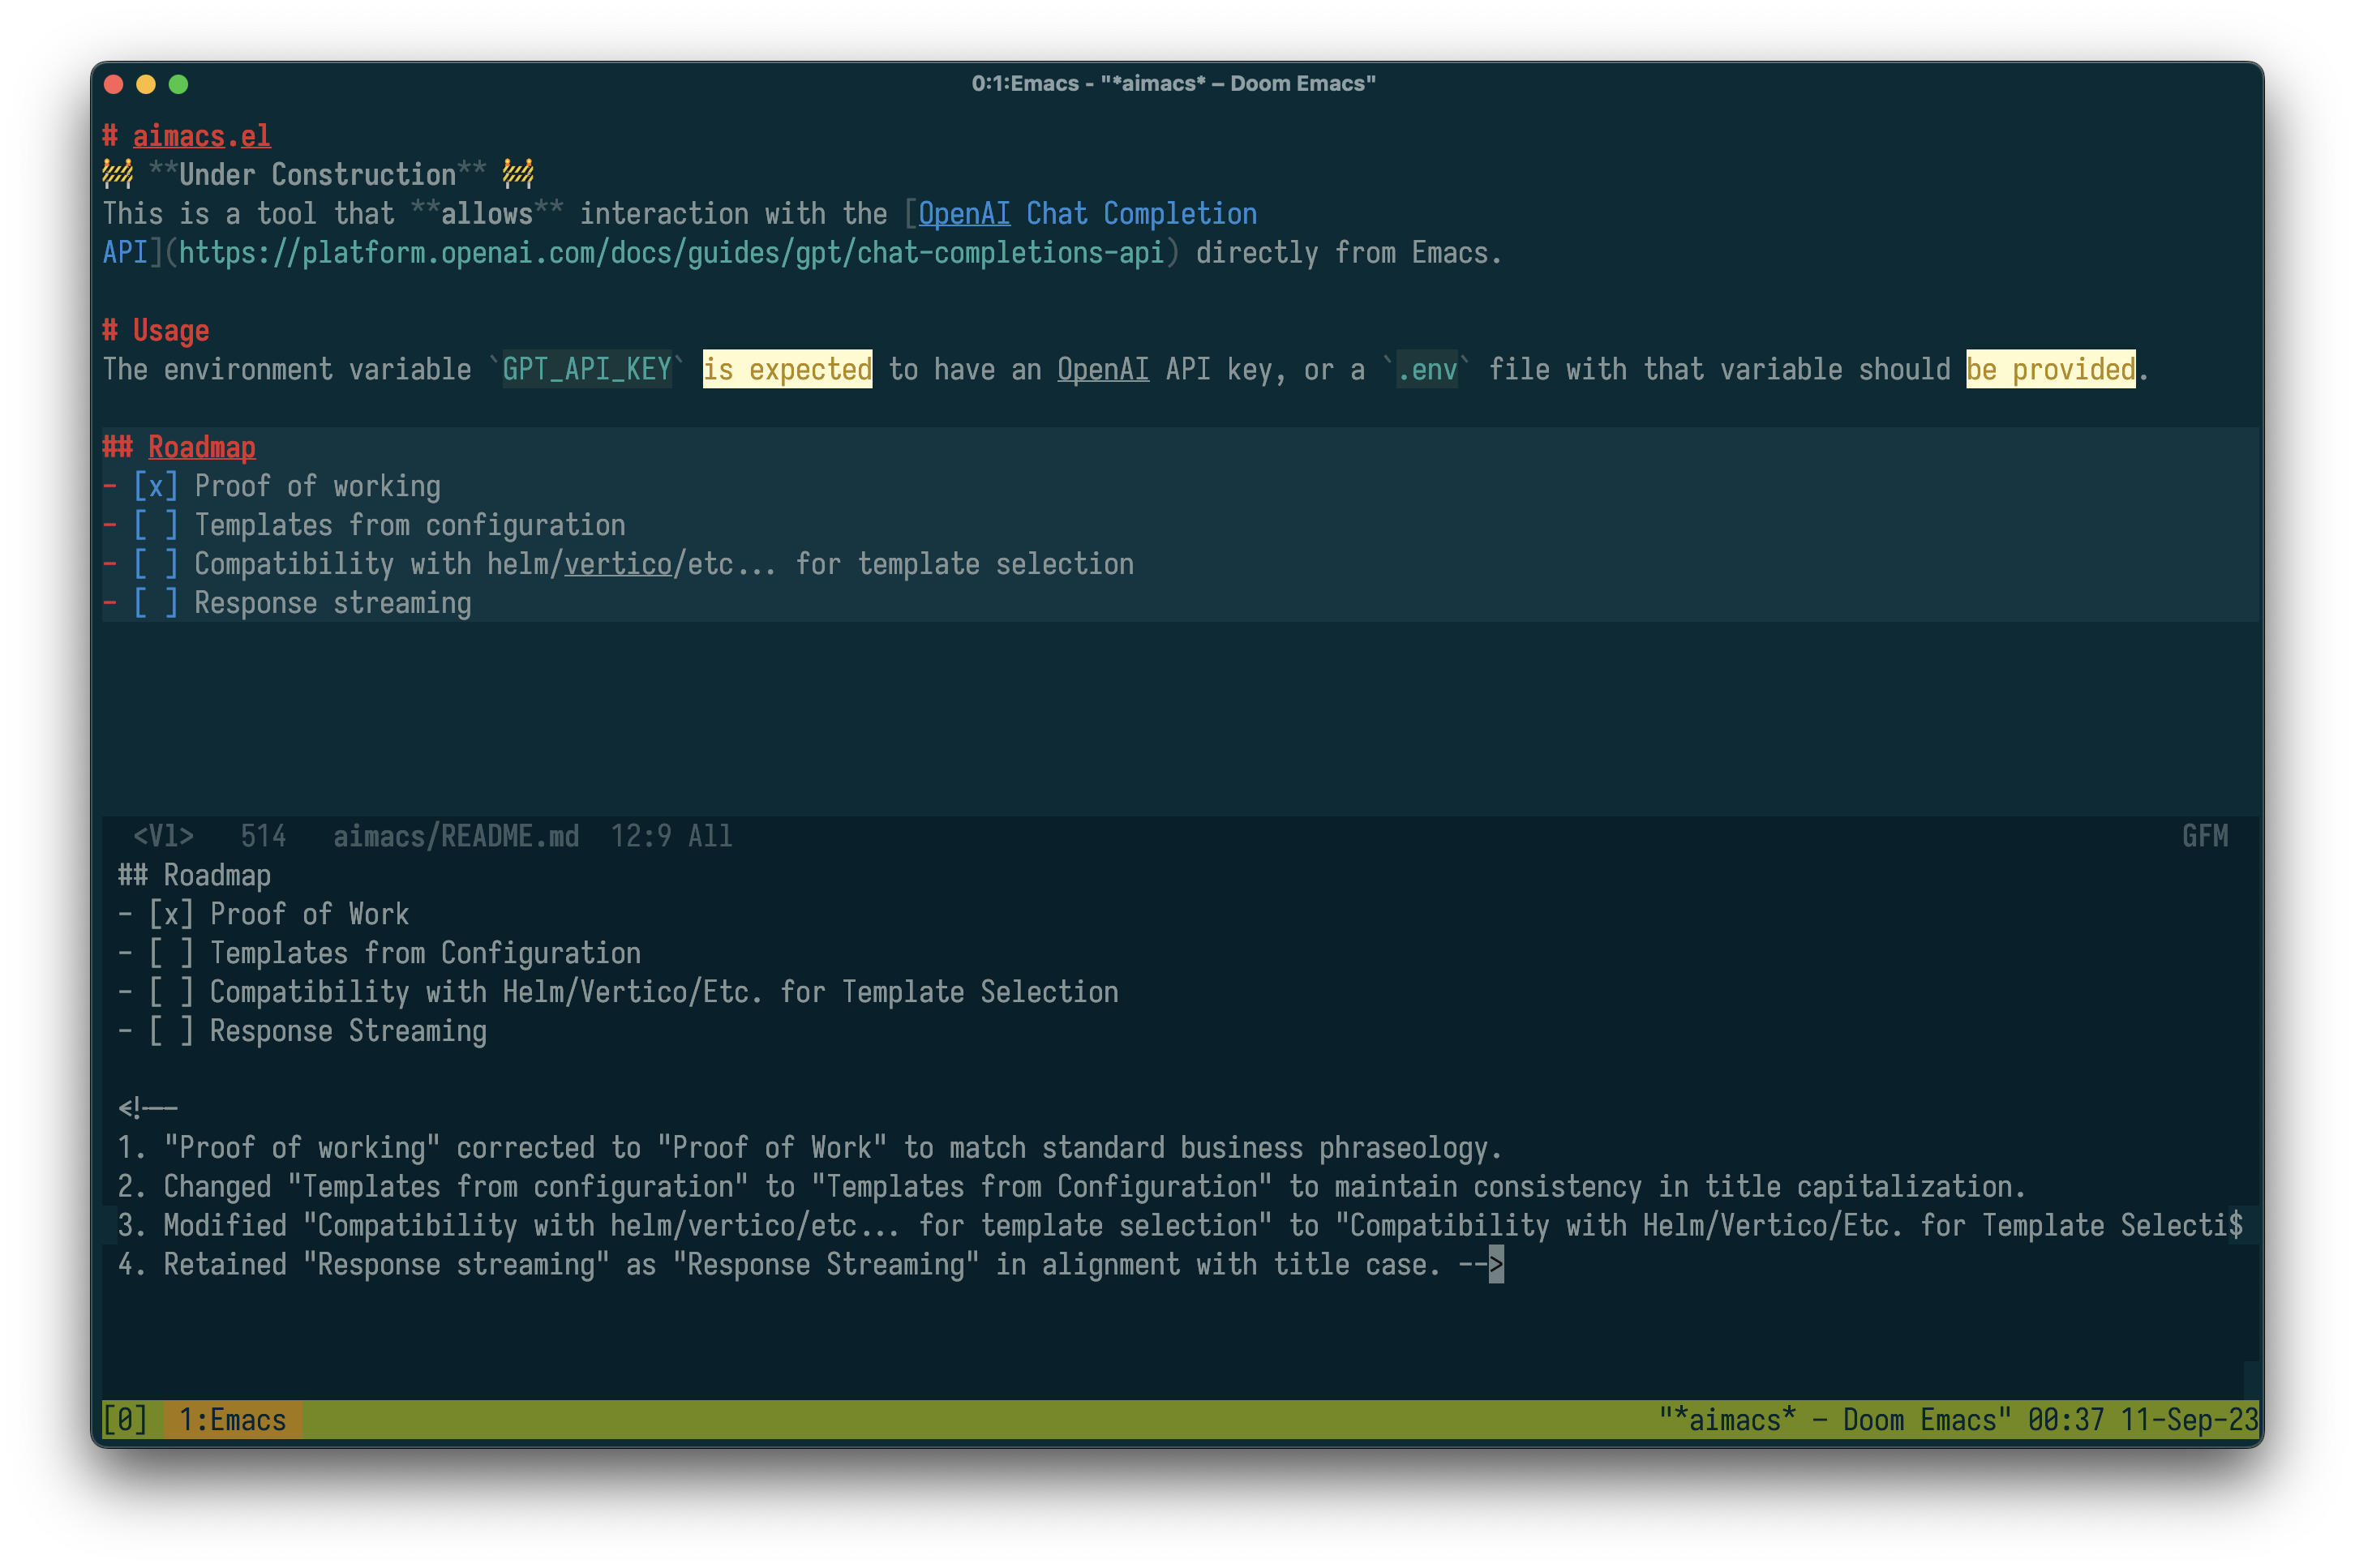 0:1:Emacs - "*aimacs* – Doom Emacs"
# aimacs.el
🚧 **Under Construction** 🚧
This is a tool that **allows** interaction with the [OpenAI Chat Completion
API](https://platform.openai.com/docs/guides/gpt/chat-completions-api) directly from Emacs.
# Usage
The environment variable `GPT_API_KEY` is expected to have an OpenAI API key, or a `.env` file with that variable should be provided.
## Roadmap
- [x] Proof of working
- [ ] Templates from configuration
- [ ] Compatibility with helm/vertico/etc... for template selection
- [ ] Response streaming
<Vl> 514 aimacs/README.md 12:9 All GFM
## Roadmap
- [x] Proof of Work
- [ ] Templates from Configuration
- [ ] Compatibility with Helm/Vertico/Etc. for Template Selection
- [ ] Response Streaming
<!--
1. "Proof of working" corrected to "Proof of Work" to match standard business phraseology.
2. Changed "Templates from configuration" to "Templates from Configuration" to maintain consistency in title capitalization.
3. Modified "Compatibility with helm/vertico/etc... for template selection" to "Compatibility with Helm/Vertico/Etc. for Template Selecti$
4. Retained "Response streaming" as "Response Streaming" in alignment with title case. -->
[0] 1:Emacs "*aimacs* – Doom Emacs" 00:37 11-Sep-23